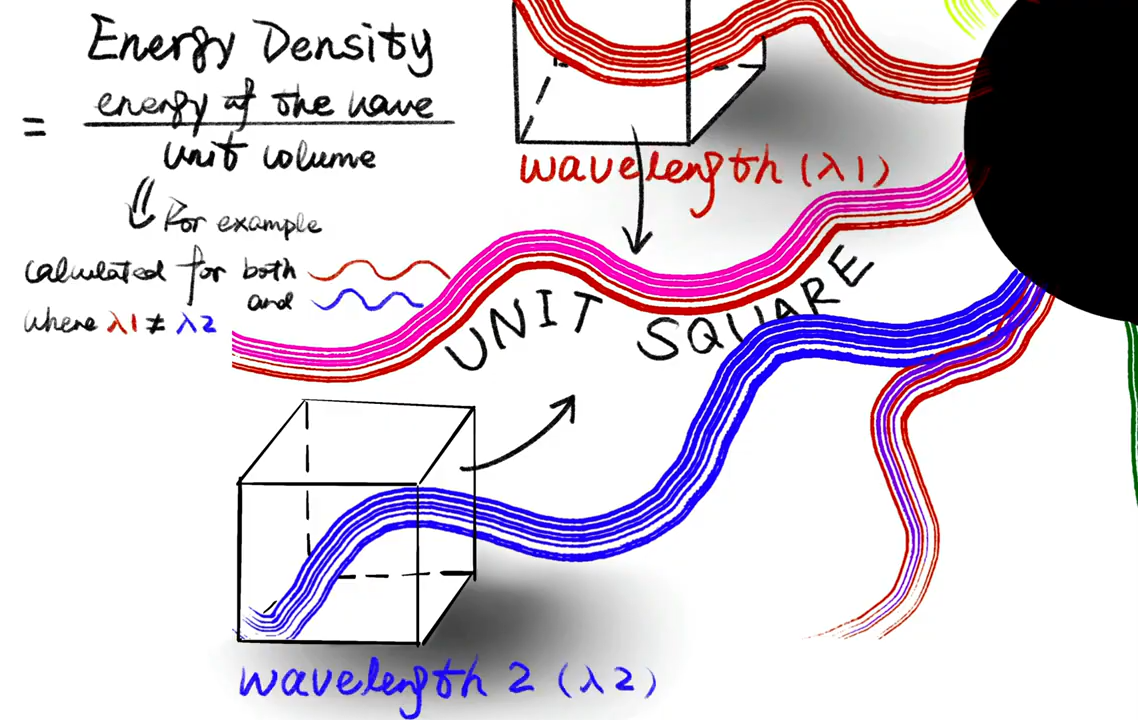 Energy Density
= energy of the wave
unit volume
For example
calculated for both
and
where λ1 ≠ λ2
wavelength (λ1)
UNIT SQUARE
wavelength 2 (λ2)